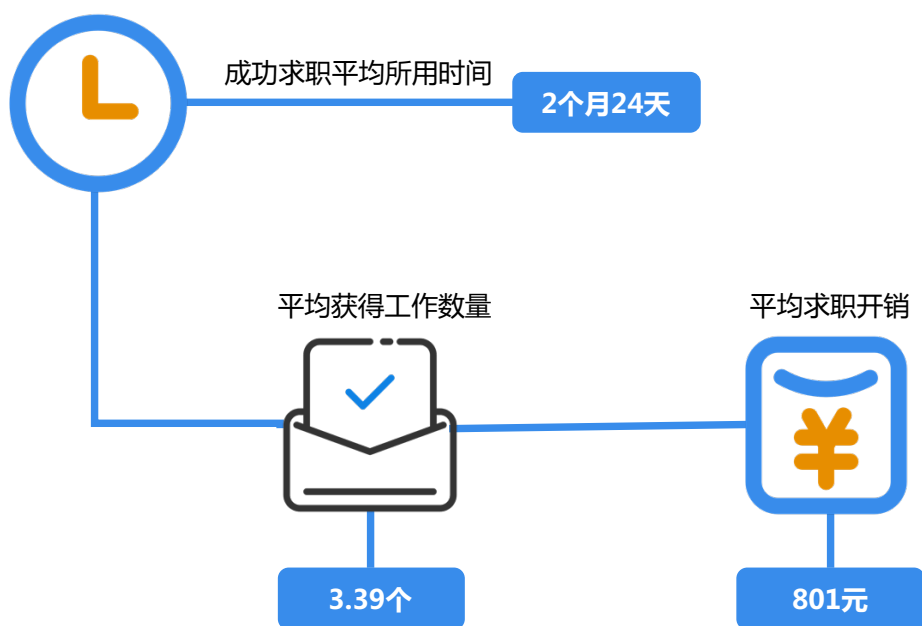 成功求职平均所用时间
2个月24天
平均获得工作数量
平均求职开销
¥
3.39个
801元